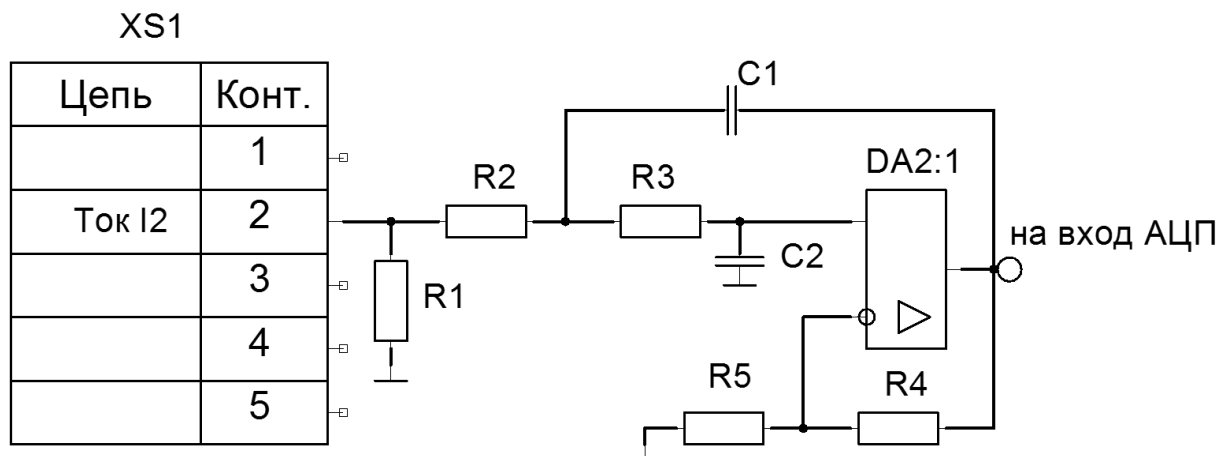 XS1
Цепь Конт.
1
Ток I2 2
3
4
5
R1
R2
R3
C1
C2
DA2:1
на вход АЦП
R5
R4